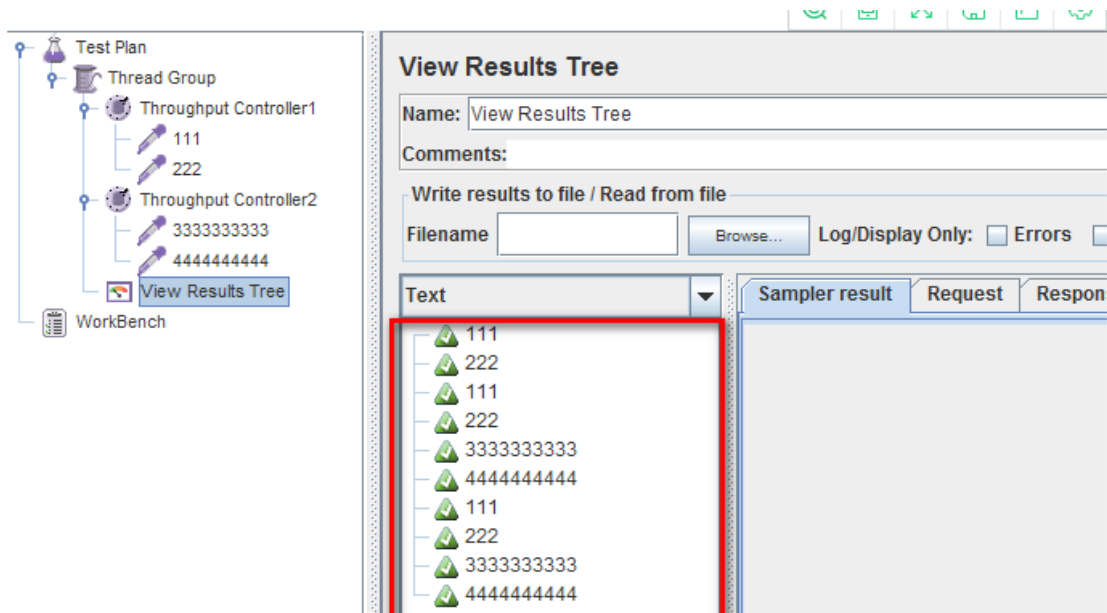 Test Plan
Thread Group
Throughput Controller1
111
222
Throughput Controller2
3333333333
4444444444
View Results Tree
WorkBench
View Results Tree
Name: View Results Tree
Comments:
Write results to file / Read from file
Filename Browse... Log/Display Only: Errors
Text
Sampler result Request Respon
111
222
111
222
3333333333
4444444444
111
222
3333333333
4444444444